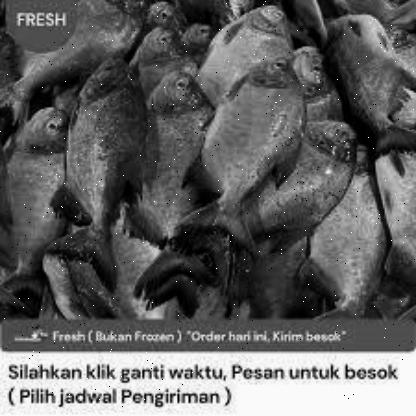 FRESH
Fresh ( Bukan Frozen ) "Order hari ini, Kirim besok"
Silahkan klik ganti waktu, Pesan untuk besok
( Pilih jadwal Pengiriman )